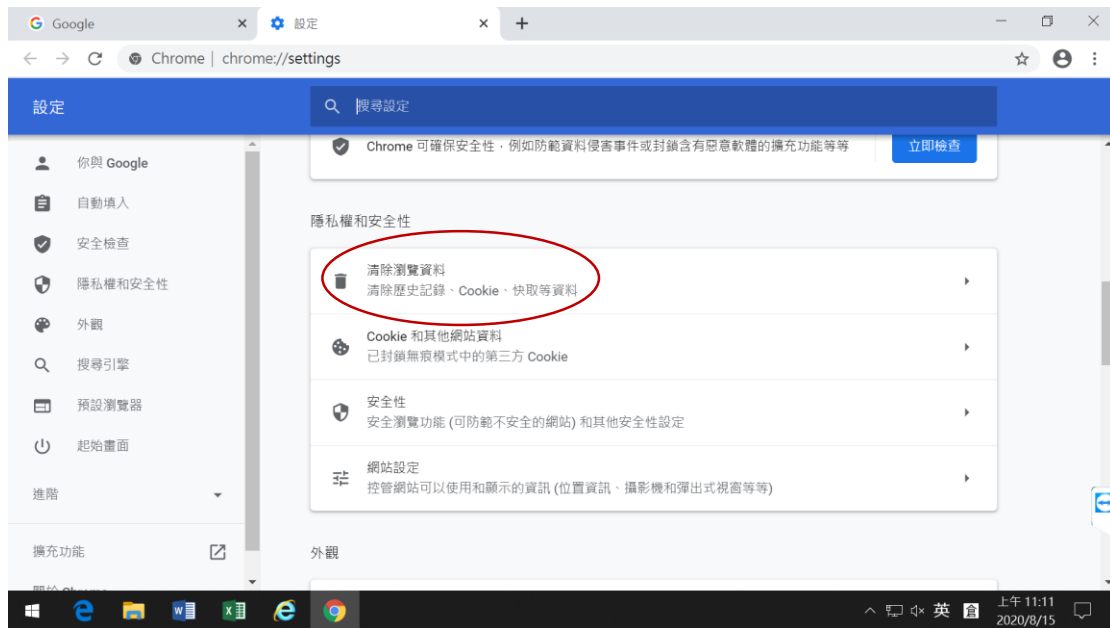 Google
設定
Chrome | chrome://settings
設定
搜尋設定
你與 Google
自動填入
安全檢查
隱私權和安全性
外觀
搜尋引擎
預設瀏覽器
起始畫面
進階
擴充功能
Chrome 可確保安全性，例如防範資料侵害事件或封鎖含有惡意軟體的擴充功能等等
立即檢查
隱私權和安全性
清除瀏覽資料
清除歷史記錄、Cookie、快取等資料
Cookie 和其他網站資料
已封鎖無痕模式中的第三方 Cookie
安全性
安全瀏覽功能 (可防範不安全的網站) 和其他安全性設定
網站設定
控管網站可以使用和顯示的資訊 (位置資訊、攝影機和彈出式視窗等等)
外觀
英
倉
上午 11:11
2020/8/15